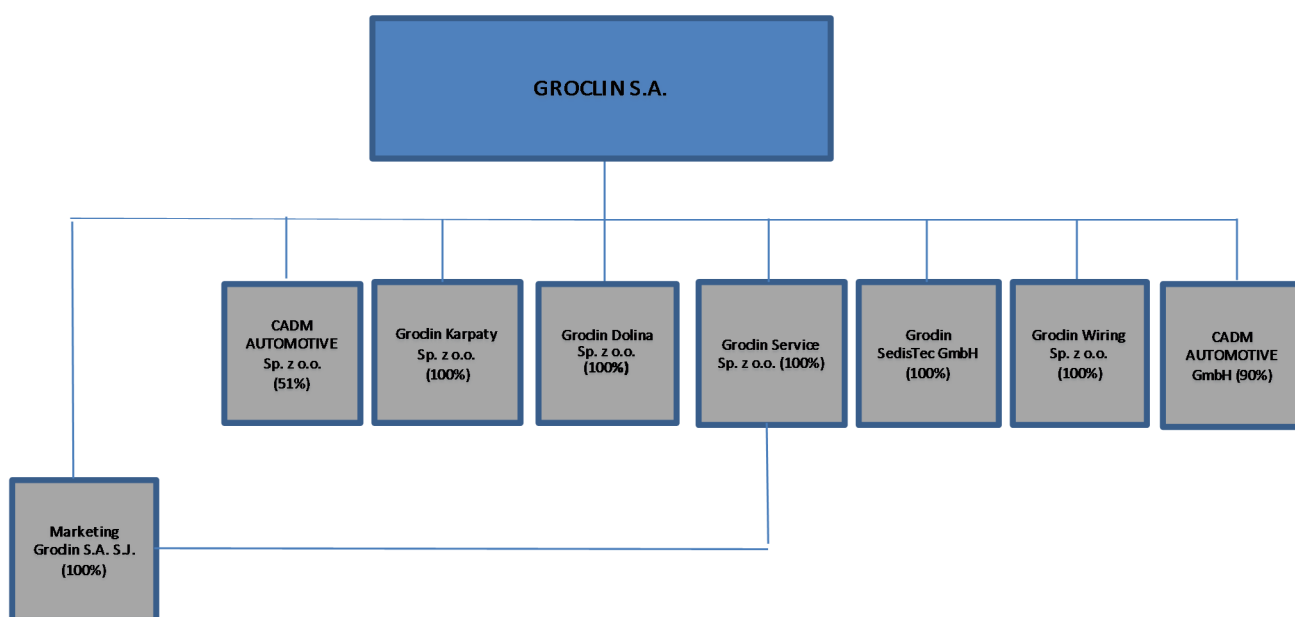 GROCLIN S.A.
CADM
AUTOMOTIVE
Sp. z o.o.
(51%)
Groclin Karpaty
Sp. z o.o.
(100%)
Groclin Dolina
Sp. z o.o.
(100%)
Groclin Service
Sp. z o.o. (100%)
Groclin
SedisTec GmbH
(100%)
Groclin Wiring
Sp. z o.o.
(100%)
CADM
AUTOMOTIVE
GmbH (90%)
Marketing
Groclin S.A. S.J.
(100%)